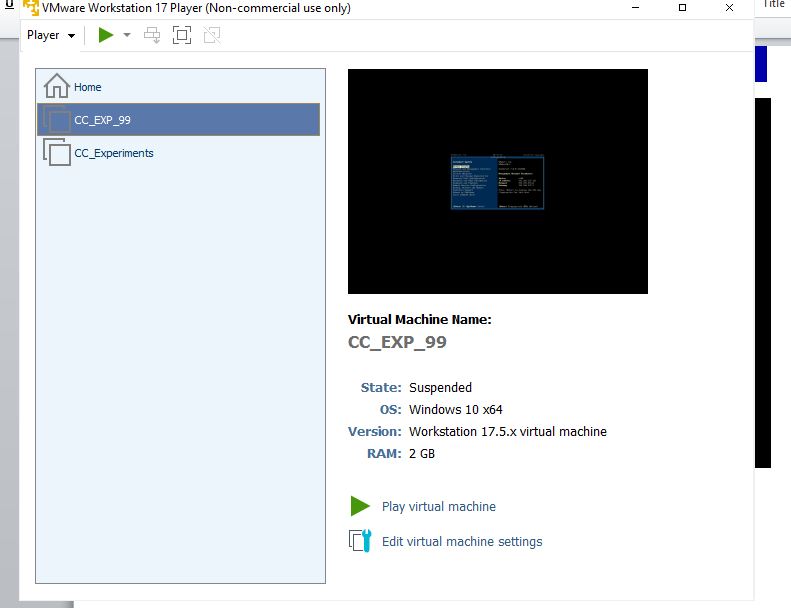 VMware Workstation 17 Player (Non-commercial use only)
Title
Player
Home
CC_EXP_99
CC_Experiments
Virtual Machine Name:
CC_EXP_99
State: Suspended
OS: Windows 10 x64
Version: Workstation 17.5.x virtual machine
RAM: 2 GB
Play virtual machine
Edit virtual machine settings